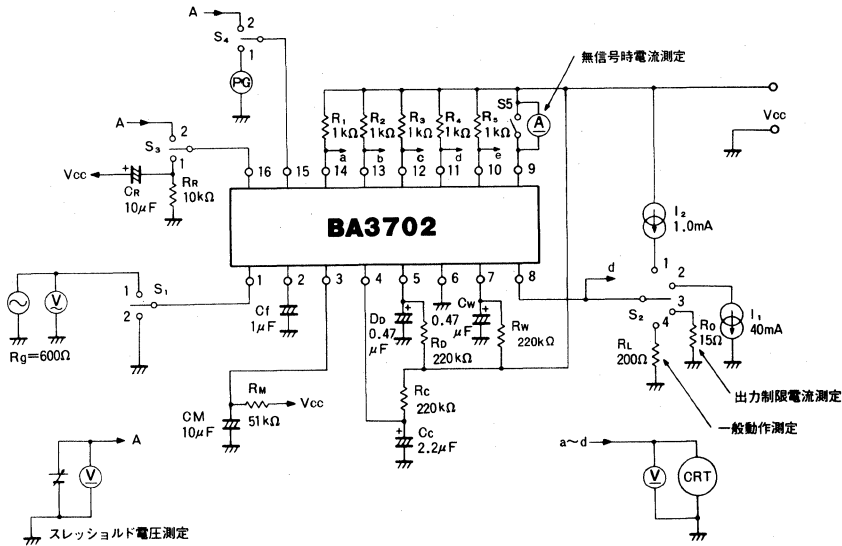 A
2
S₄
1
PG
無信号時電流測定
A
2
S₃
1
Vcc
CR
10μF
RR
10kΩ
R₁
1kΩ
R₂
1kΩ
R₃
1kΩ
R₄
1kΩ
R₅
1kΩ
S5
A
a
b
c
d
e
Vcc
16
15
14
13
12
11
10
9
BA3702
1
2
3
4
5
6
7
8
I₂
1.0mA
d
1
2
3
4
S₂
I₁
40mA
RO
15Ω
RL
200Ω
出力制限電流測定
一般動作測定
V
1
S₁
2
Rg=600Ω
Cf
1μF
DD
0.47
μF
RD
220kΩ
CW
0.47
μF
RW
220kΩ
RM
51kΩ
Vcc
CM
10μF
RC
220kΩ
CC
2.2μF
A
V
スレッショルド電圧測定
a～d
V
CRT